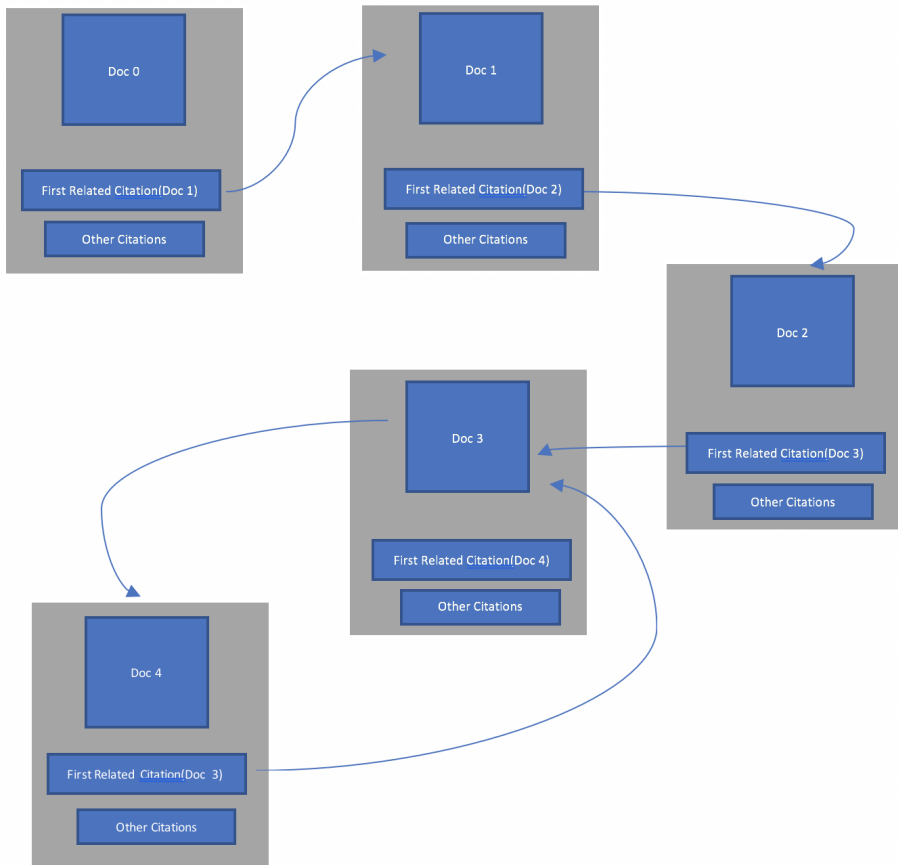 Doc 0
First Related Citation(Doc 1)
Other Citations
Doc 1
First Related Citation(Doc 2)
Other Citations
Doc 2
First Related Citation(Doc 3)
Other Citations
Doc 3
First Related Citation(Doc 4)
Other Citations
Doc 4
First Related Citation(Doc 3)
Other Citations